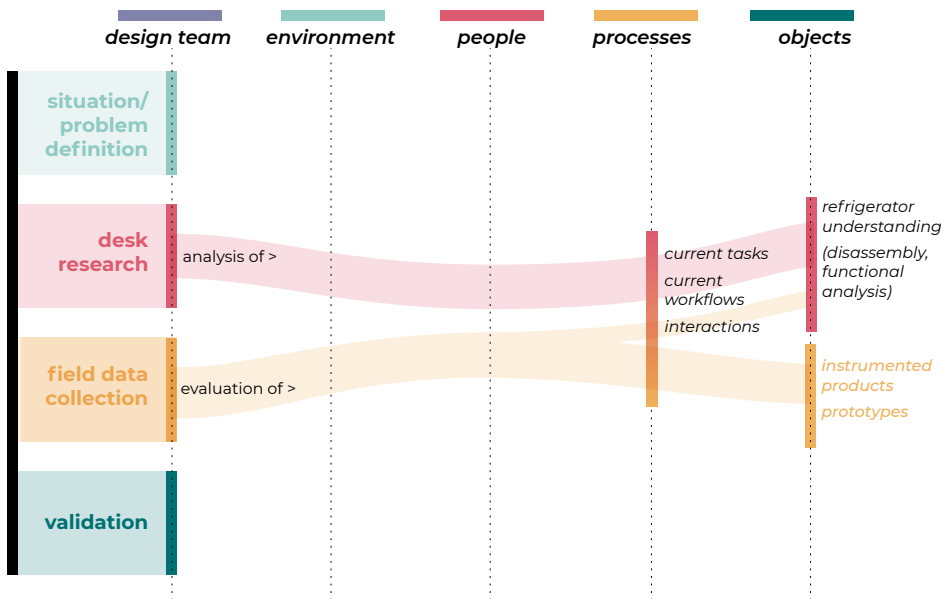 design team
environment
people
processes
objects
situation/
problem
definition
desk
research
analysis of >
current tasks
current
workflows
interactions
refrigerator
understanding
(disassembly,
functional
analysis)
field data
collection
evaluation of >
instrumented
products
prototypes
validation